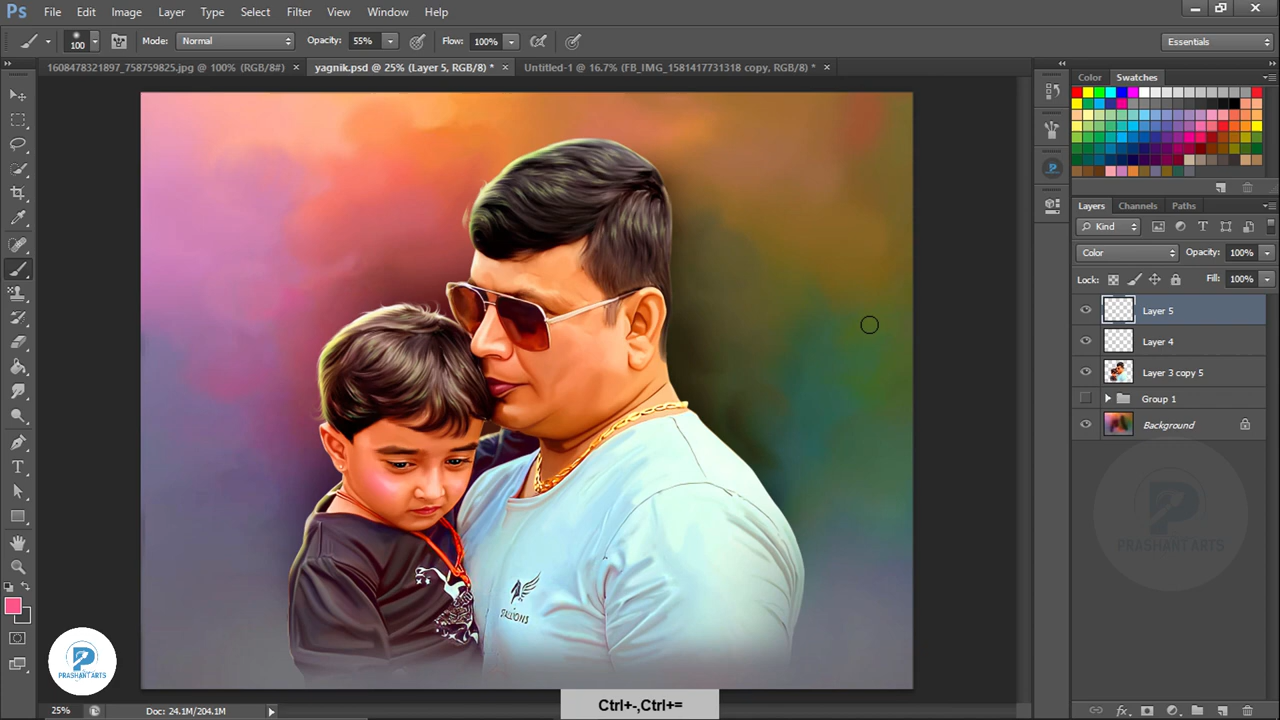 Ps File Edit Image Layer Type Select Filter View Window Help
100 Mode: Normal Opacity: 55% Flow: 100% Essentials
1608478321897_758759825.jpg @ 100% (RGB/8#) × yagnik.psd @ 25% (Layer 5, RGB/8) * × Untitled-1 @ 16.7% (FB_IMG_1581417731318 copy, RGB/8) * ×
Color Swatches
Layers Channels Paths
Kind
Color Opacity: 100%
Lock: Fill: 100%
Layer 5
Layer 4
Layer 3 copy 5
Group 1
Background
PRASHANT ARTS
STALLIONS
PRASHANT ARTS
Ctrl+-,Ctrl+=
25% Doc: 24.1M/204.1M